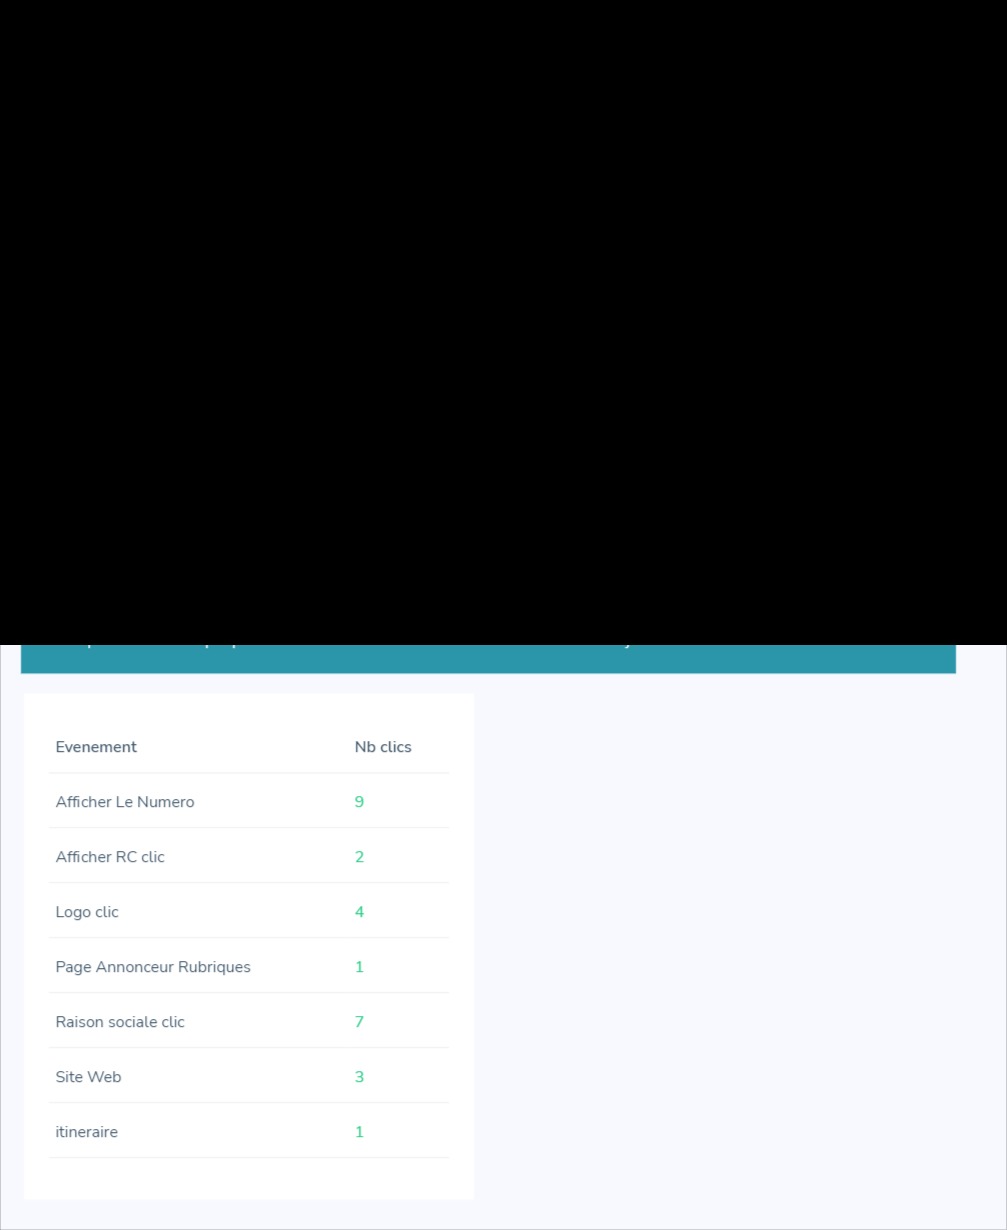 Evenement Nb clics
Afficher Le Numero 9
Afficher RC clic 2
Logo clic 4
Page Annonceur Rubriques 1
Raison sociale clic 7
Site Web 3
itineraire 1